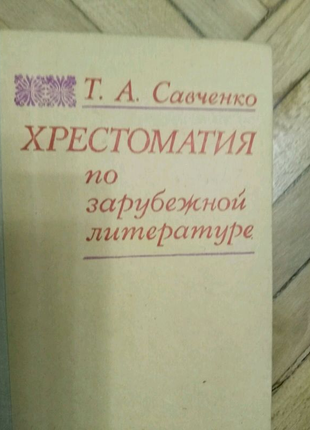 Т. А. Савченко
ХРЕСТОМАТИЯ
по
зарубежной
литературе